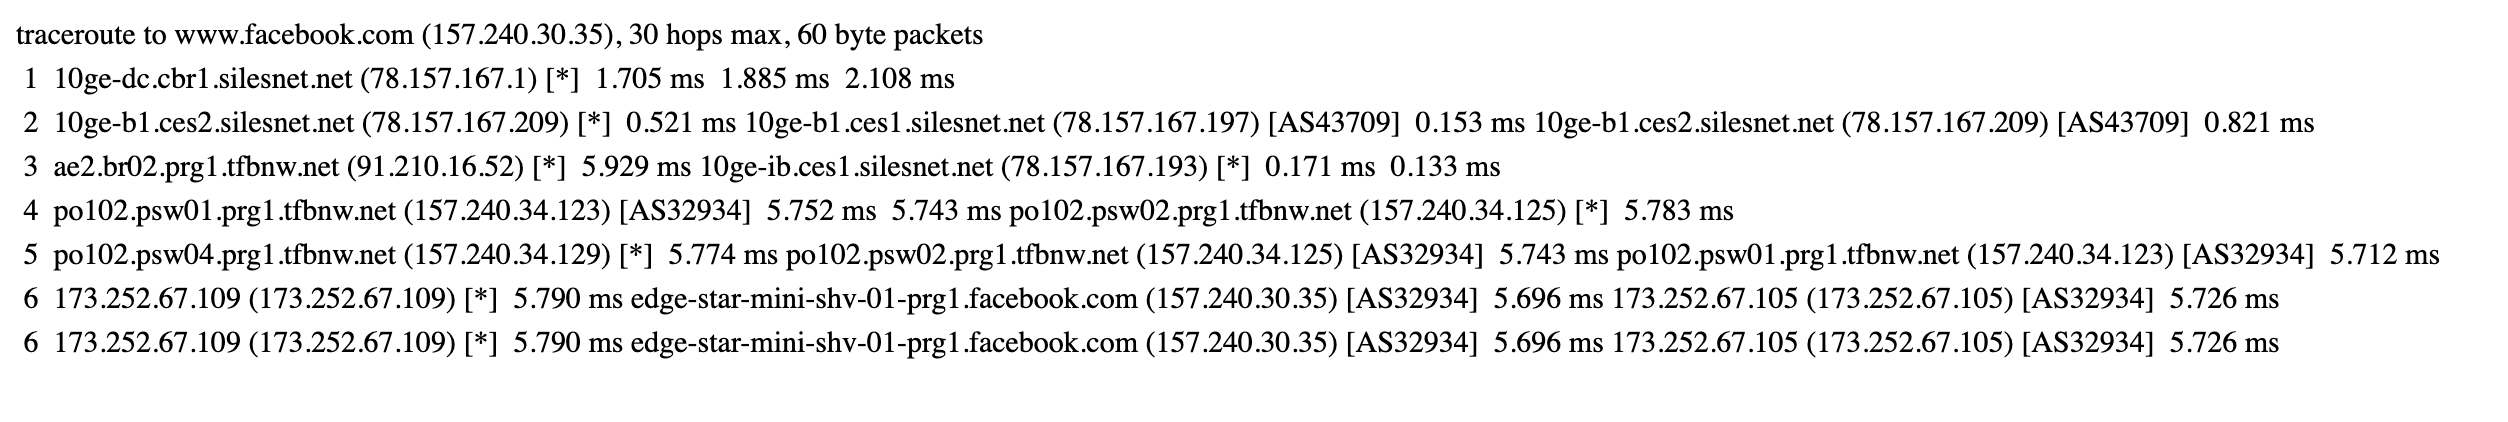 traceroute to www.facebook.com (157.240.30.35), 30 hops max, 60 byte packets
1 10ge-dc.cbr1.silesnet.net (78.157.167.1) [*] 1.705 ms 1.885 ms 2.108 ms
2 10ge-b1.ces2.silesnet.net (78.157.167.209) [*] 0.521 ms 10ge-b1.ces1.silesnet.net (78.157.167.197) [AS43709] 0.153 ms 10ge-b1.ces2.silesnet.net (78.157.167.209) [AS43709] 0.821 ms
3 ae2.br02.prg1.tfbnw.net (91.210.16.52) [*] 5.929 ms 10ge-ib.ces1.silesnet.net (78.157.167.193) [*] 0.171 ms 0.133 ms
4 po102.psw01.prg1.tfbnw.net (157.240.34.123) [AS32934] 5.752 ms 5.743 ms po102.psw02.prg1.tfbnw.net (157.240.34.125) [*] 5.783 ms
5 po102.psw04.prg1.tfbnw.net (157.240.34.129) [*] 5.774 ms po102.psw02.prg1.tfbnw.net (157.240.34.125) [AS32934] 5.743 ms po102.psw01.prg1.tfbnw.net (157.240.34.123) [AS32934] 5.712 ms
6 173.252.67.109 (173.252.67.109) [*] 5.790 ms edge-star-mini-shv-01-prg1.facebook.com (157.240.30.35) [AS32934] 5.696 ms 173.252.67.105 (173.252.67.105) [AS32934] 5.726 ms
6 173.252.67.109 (173.252.67.109) [*] 5.790 ms edge-star-mini-shv-01-prg1.facebook.com (157.240.30.35) [AS32934] 5.696 ms 173.252.67.105 (173.252.67.105) [AS32934] 5.726 ms